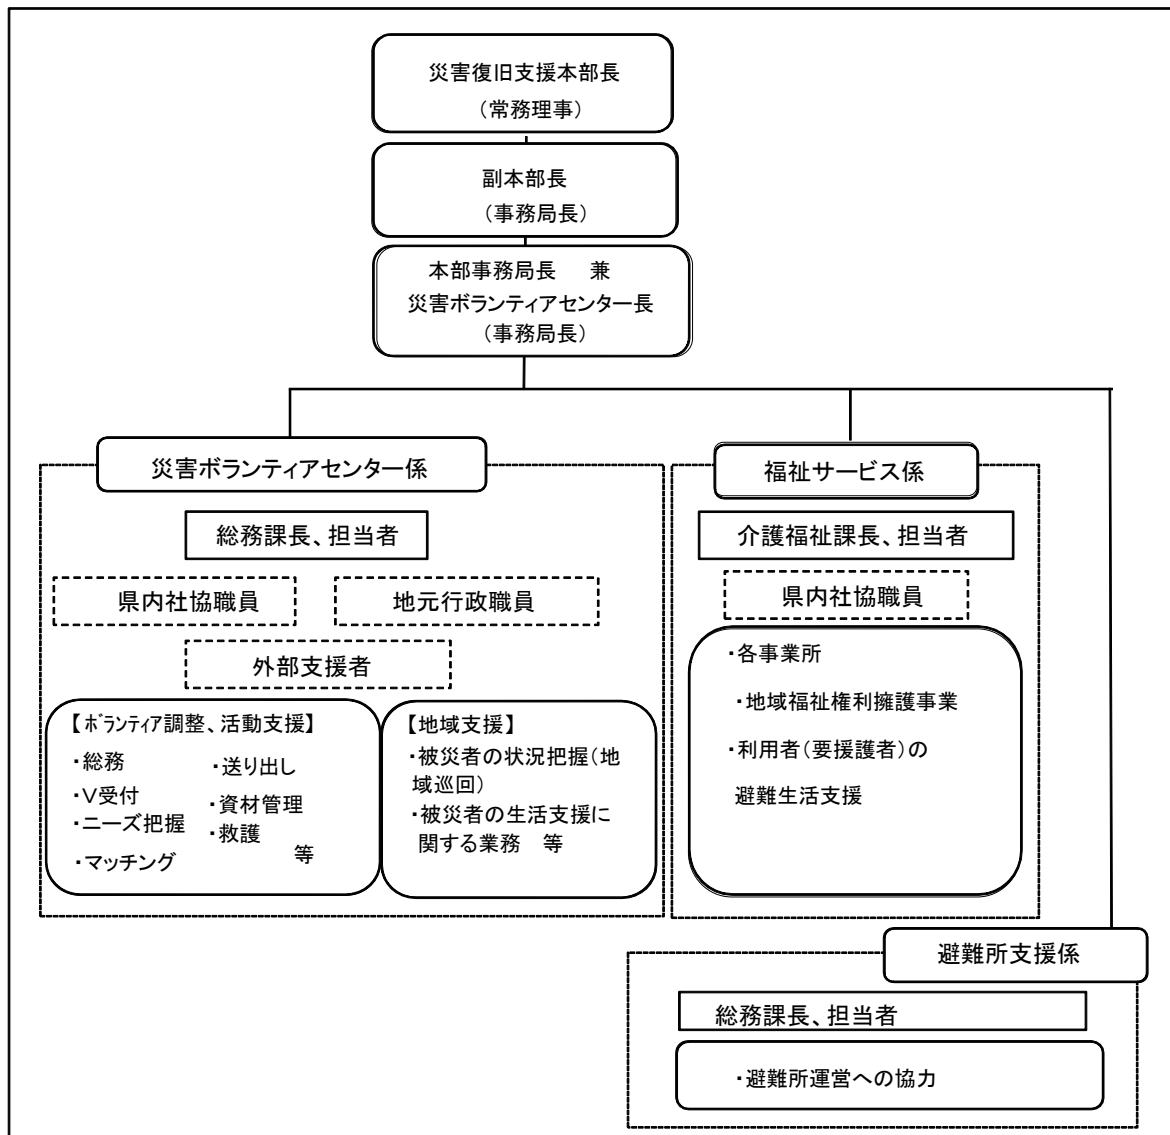 災害復旧支援本部長
（常務理事）
副本部長
（事務局長）
本部事務局長　兼
災害ボランティアセンター長
（事務局長）
災害ボランティアセンター係
総務課長、担当者
県内社協職員
地元行政職員
外部支援者
【ﾎﾞﾗﾝﾃｨｱ調整、活動支援】
・総務
・V受付
・ニーズ把握
・マッチング
・送り出し
・資材管理
・救護
等
【地域支援】
・被災者の状況把握（地
域巡回）
・被災者の生活支援に
関する業務　等
福祉サービス係
介護福祉課長、担当者
県内社協職員
・各事業所
・地域福祉権利擁護事業
・利用者（要援護者）の
避難生活支援
避難所支援係
総務課長、担当者
・避難所運営への協力